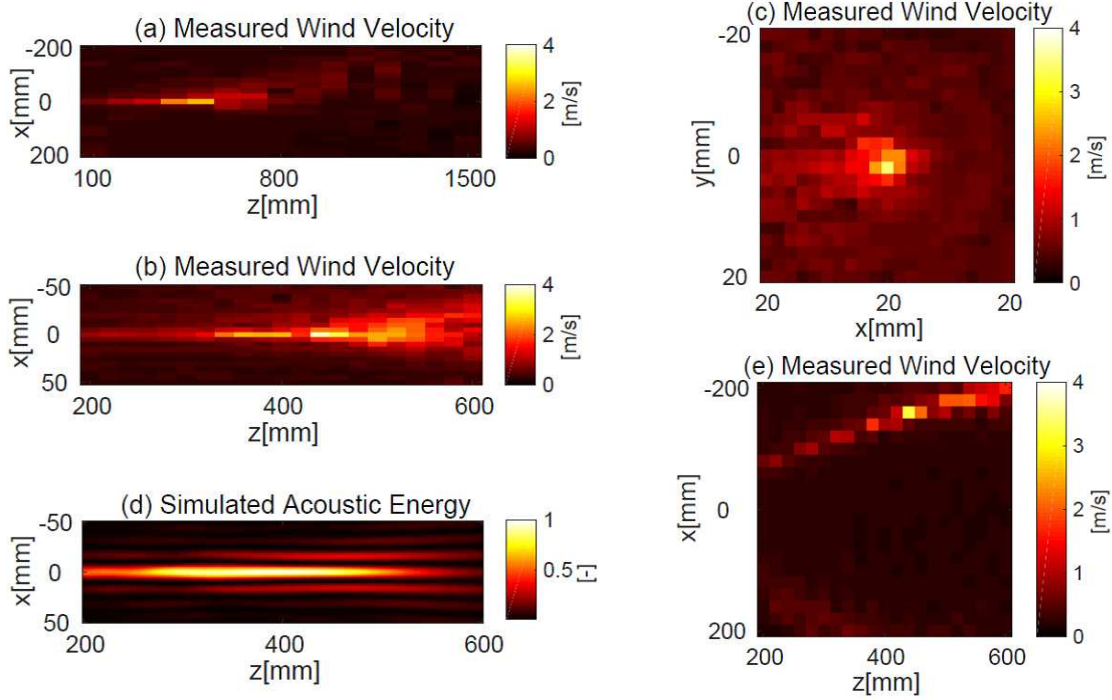 (a) Measured Wind Velocity
-200
0
200
x[mm]
100
800
1500
z[mm]
4
2
0
[m/s]
(b) Measured Wind Velocity
-50
0
50
x[mm]
200
400
600
z[mm]
4
2
0
[m/s]
(d) Simulated Acoustic Energy
-50
0
50
x[mm]
200
300
400
500
600
z[mm]
1
0.5
[-]
(c) Measured Wind Velocity
-20
0
20
y[mm]
20
20
20
x[mm]
4
3
2
1
0
[m/s]
(e) Measured Wind Velocity
-200
0
200
x[mm]
200
400
600
z[mm]
4
3
2
1
0
[m/s]